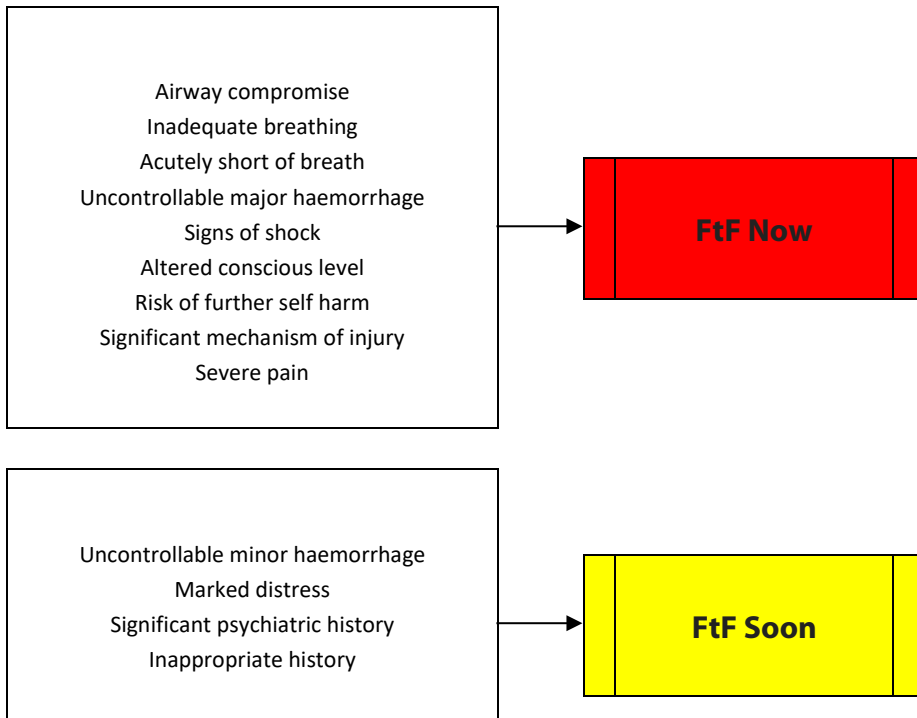 Airway compromise
Inadequate breathing
Acutely short of breath
Uncontrollable major haemorrhage
Signs of shock
Altered conscious level
Risk of further self harm
Significant mechanism of injury
Severe pain
FtF Now
Uncontrollable minor haemorrhage
Marked distress
Significant psychiatric history
Inappropriate history
FtF Soon